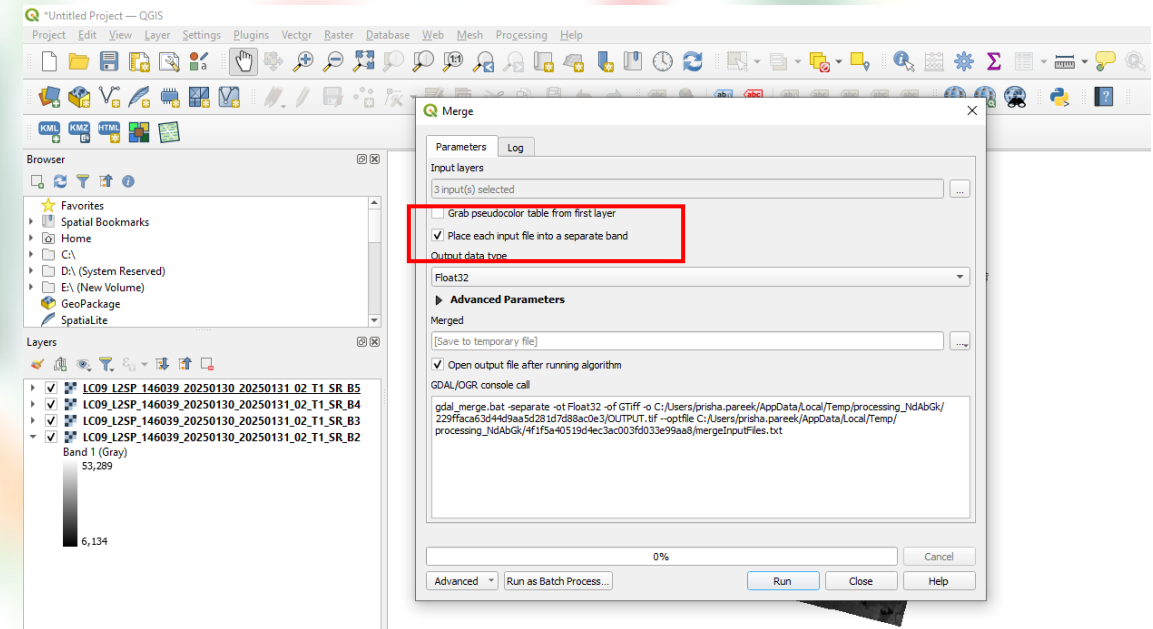 *Untitled Project — QGIS
Project Edit View Layer Settings Plugins Vector Raster Database Web Mesh Processing Help
1:1
abc
KML KMZ HTML
Browser
Favorites
Spatial Bookmarks
Home
C:\
D:\ (System Reserved)
E:\ (New Volume)
GeoPackage
SpatiaLite
Layers
LC09_L2SP_146039_20250130_20250131_02_T1_SR_B5
LC09_L2SP_146039_20250130_20250131_02_T1_SR_B4
LC09_L2SP_146039_20250130_20250131_02_T1_SR_B3
LC09_L2SP_146039_20250130_20250131_02_T1_SR_B2
Band 1 (Gray)
53,289
6,134
Merge
Parameters Log
Input layers
3 input(s) selected
...
Grab pseudocolor table from first layer
Place each input file into a separate band
Output data type
Float32
Advanced Parameters
Merged
[Save to temporary file]
...
Open output file after running algorithm
GDAL/OGR console call
gdal_merge.bat -separate -ot Float32 -of GTiff -o C:/Users/prisha.pareek/AppData/Local/Temp/processing_NdAbGk/
229ffaca63d44d9aa5d281d7d88ac0e3/OUTPUT.tif --optfile C:/Users/prisha.pareek/AppData/Local/Temp/
processing_NdAbGk/4f1f5a40519d4ec3ac003fd033e99aa8/mergeInputFiles.txt
0%
Cancel
Advanced Run as Batch Process... Run Close Help